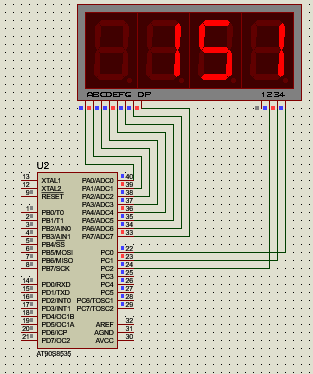 151
ABCDEFG DP
1234
U2
13 XTAL1 PA0/ADC0 40
12 XTAL2 PA1/ADC1 39
9 RESET PA2/ADC2 38
PA3/ADC3 37
1 PB0/T0 PA4/ADC4 36
2 PB1/T1 PA5/ADC5 35
3 PB2/AIN0 PA6/ADC6 34
4 PB3/AIN1 PA7/ADC7 33
5 PB4/SS
6 PB5/MOSI PC0 22
7 PB6/MISO PC1 23
8 PB7/SCK PC2 24
PC3 25
14 PD0/RXD PC4 26
15 PD1/TXD PC5 27
16 PD2/INT0 PC6/TOSC1 28
17 PD3/INT1 PC7/TOSC2 29
18 PD4/OC1B
19 PD5/OC1A AREF 32
20 PD6/ICP AGND 31
21 PD7/OC2 AVCC 30
AT90S8535